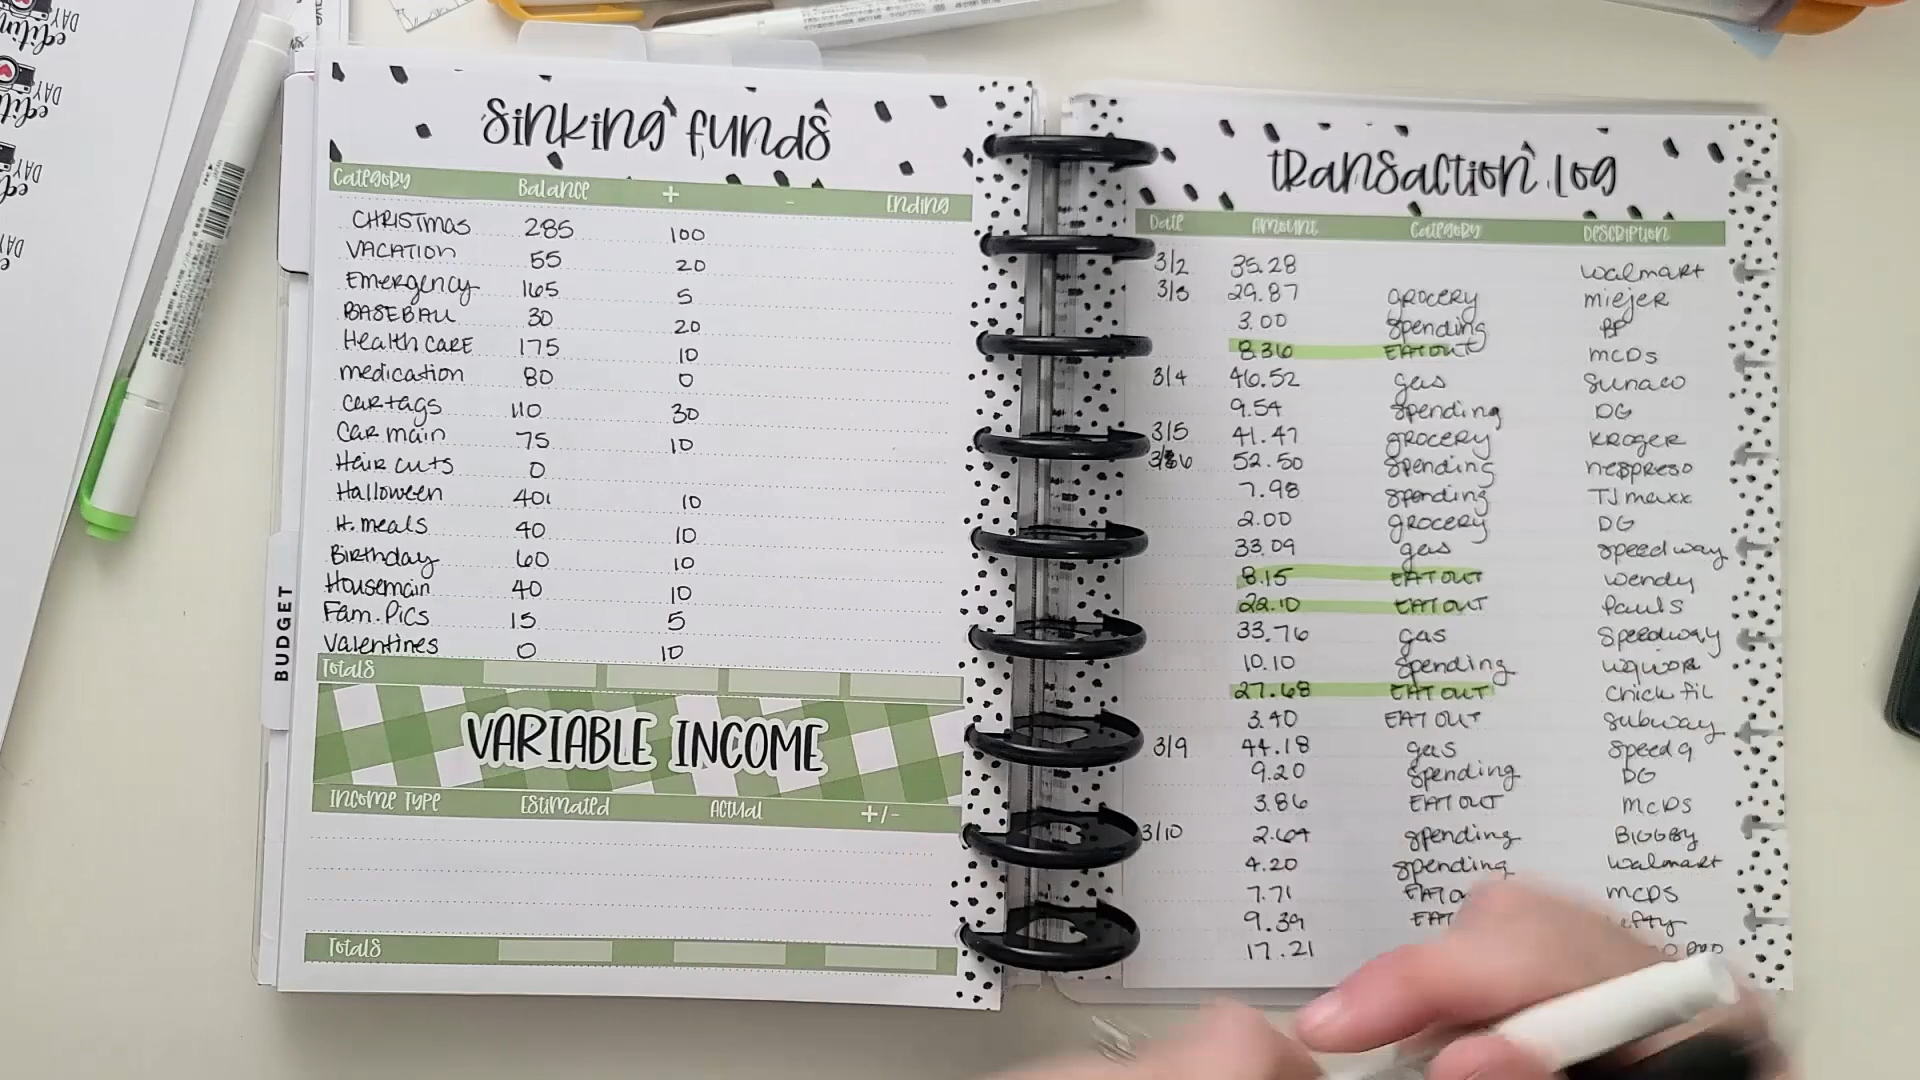 sinking funds
Category Balance + - Ending
CHRISTMAS 285 100
VACATION 55 20
Emergency 165 5
BASEBALL 30 20
Health CARE 175 10
medication 80 0
car tags 110 30
Car main 75 10
Hair cuts 0
Halloween 40 10
H. meals 40 10
Birthday 60 10
Housemain 40 10
Fam. Pics 15 5
Valentines 0 10
Totals
VARIABLE INCOME
Income Type Estimated Actual +/-
Totals
BUDGET
transaction log
Date Amount Category Description
3/2 35.28 walmart
3/3 29.87 grocery miejer
3.00 spending BP
8.36 EAT OUT mcDs
3/4 46.52 gas sunaco
9.54 spending DG
3/5 41.47 grocery KROGER
52.50 spending nespreso
7.98 spending TJ maxx
2.00 grocery DG
33.09 gas speedway
8.15 EAT OUT wendy
22.10 EAT OUT Pauls
33.76 gas speedway
10.10 spending
27.68 EAT OUT chick fil
3.40 EAT OUT subway
3/9 44.18 gas
9.20 spending DG
3.86 EAT OUT mcDs
3/10 spending BIGGBY
4.20 spending walmart
7.71 mcDs
9.39
17.21